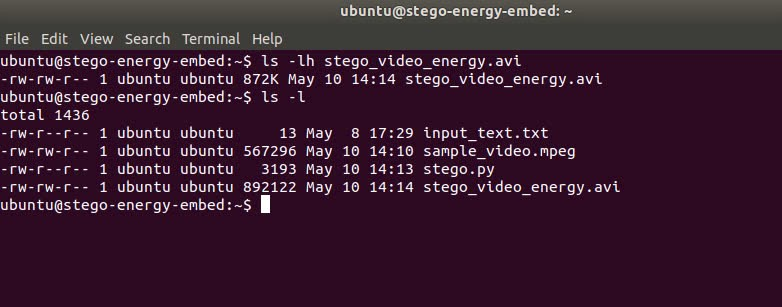 ubuntu@stego-energy-embed: ~
File Edit View Search Terminal Help
ubuntu@stego-energy-embed:~$ ls -lh stego_video_energy.avi
-rw-rw-r-- 1 ubuntu ubuntu 872K May 10 14:14 stego_video_energy.avi
ubuntu@stego-energy-embed:~$ ls -l
total 1436
-rw-r--r-- 1 ubuntu ubuntu     13 May  8 17:29 input_text.txt
-rw-rw-r-- 1 ubuntu ubuntu 567296 May 10 14:10 sample_video.mpeg
-rw-rw-r-- 1 ubuntu ubuntu   3193 May 10 14:13 stego.py
-rw-rw-r-- 1 ubuntu ubuntu 892122 May 10 14:14 stego_video_energy.avi
ubuntu@stego-energy-embed:~$